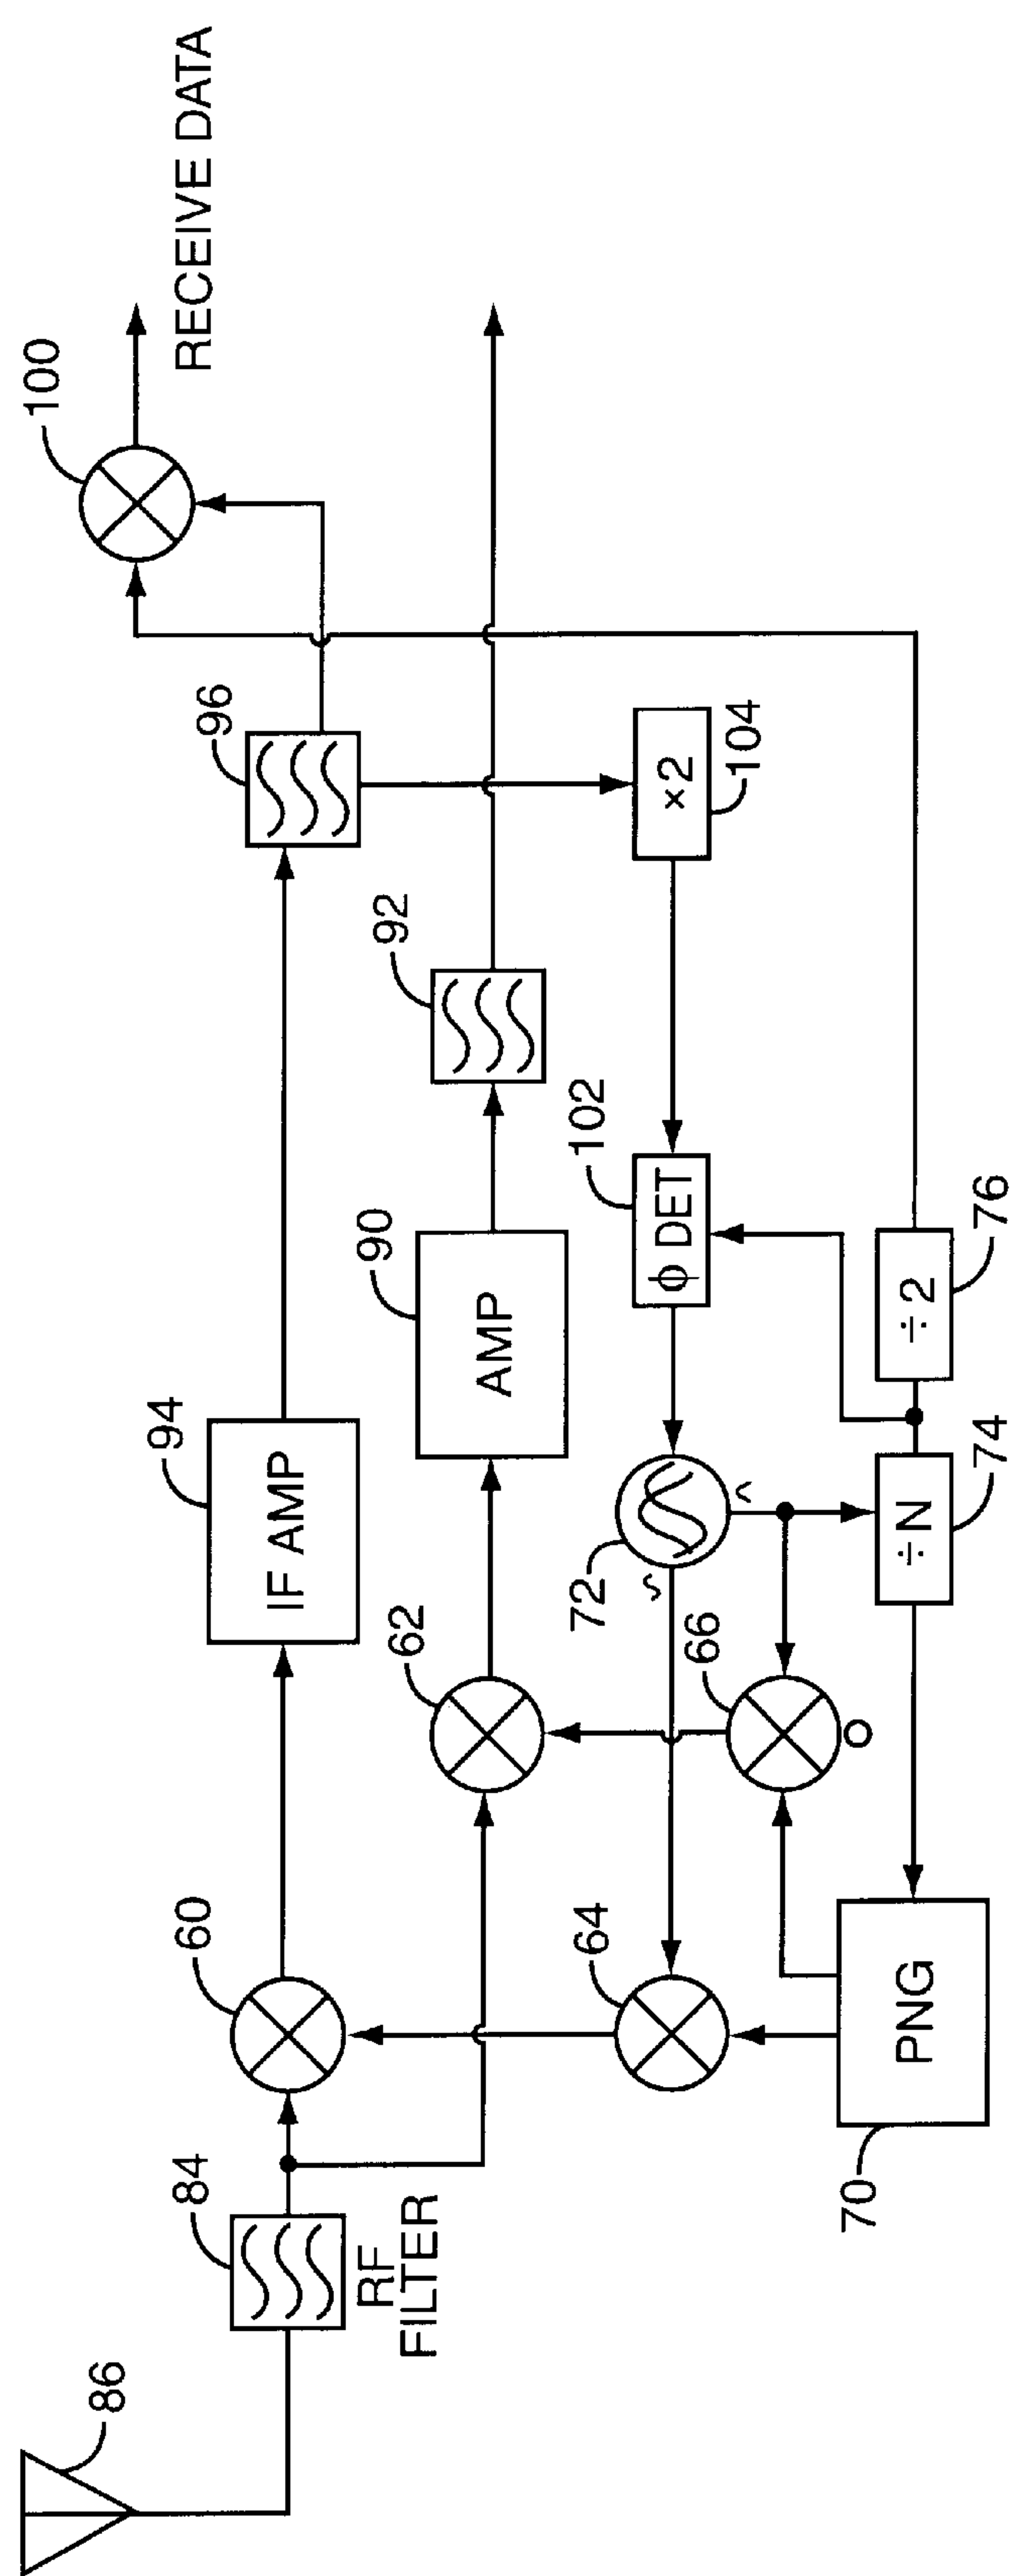 100
RECEIVE DATA
96
94
IF AMP
60
84
RF
FILTER
86
92
90
AMP
62
×2
104
102
ϕ DET
72
66
64
÷2
76
÷N
74
PNG
70